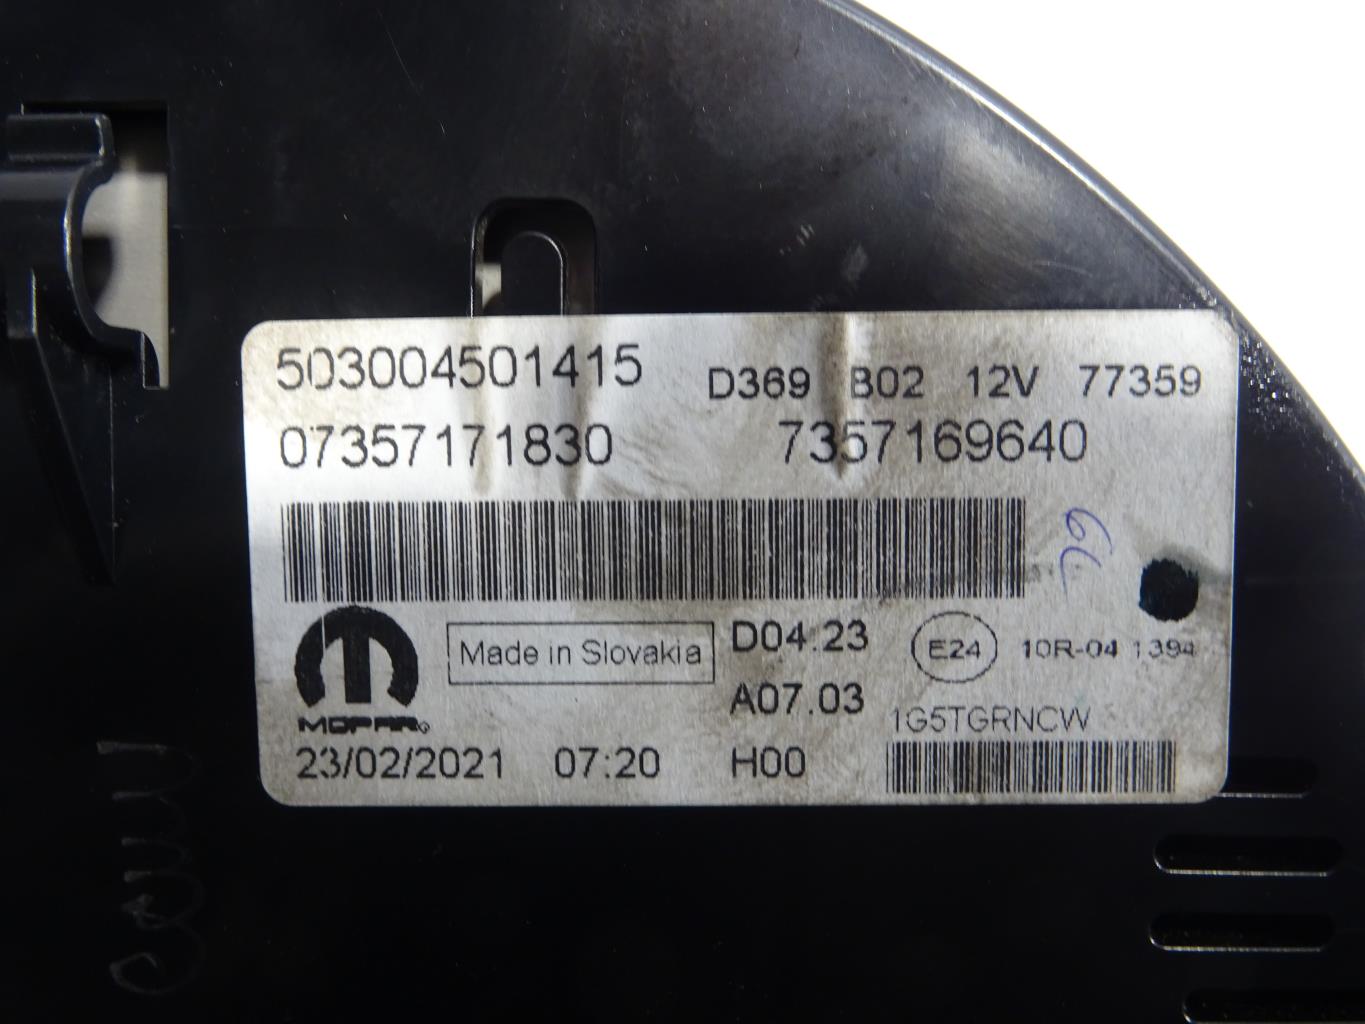 503004501415 D369 B02 12V 77359
07357171830 7357169640
6L
MOPAR
Made in Slovakia
D04.23
E24
10R-04 1394
A07.03
1G5TGRNCW
23/02/2021 07:20 H00